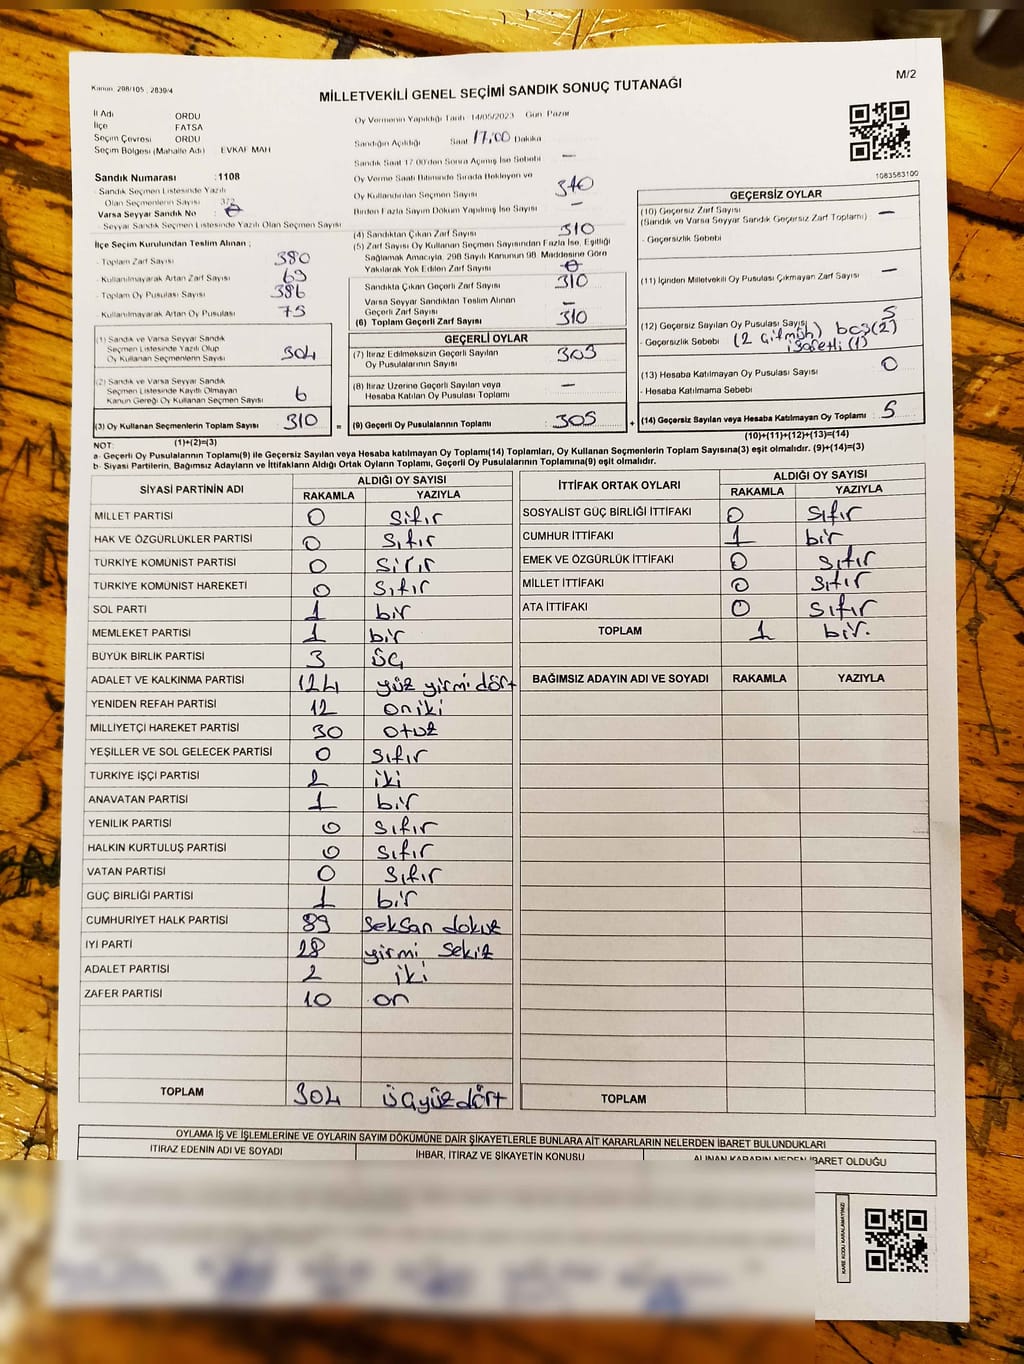 Kanun: 298/105 , 2839/4
M/2
MİLLETVEKİLİ GENEL SEÇİMİ SANDIK SONUÇ TUTANAĞI
İl Adı ORDU
İlçe FATSA
Seçim Çevresi ORDU
Seçim Bölgesi (Mahalle Adı) EVKAF MAH
Sandık Numarası :1108
- Sandık Seçmen Listesinde Yazılı
Olan Seçmenlerin Sayısı 372
Varsa Seyyar Sandık No :
- Seyyar Sandık Seçmen Listesinde Yazılı Olan Seçmen Sayısı
İlçe Seçim Kurulundan Teslim Alınan ;
- Toplam Zarf Sayısı 380
- Kullanılmayarak Artan Zarf Sayısı 69
- Toplam Oy Pusulası Sayısı 386
- Kullanılmayarak Artan Oy Pusulası 75
(1) Sandık ve Varsa Seyyar Sandık
Seçmen Listesinde Yazılı Olup
Oy Kullanan Seçmenlerin Sayısı 304
(2) Sandık ve Varsa Seyyar Sandık
Seçmen Listesinde Kayıtlı Olmayan
Kanun Gereği Oy Kullanan Seçmen Sayısı 6
(3) Oy Kullanan Seçmenlerin Toplam Sayısı 310 =
(1)+(2)=(3)
Oy Vermenin Yapıldığı Tarih 14/05/2023 Gün Pazar
Sandığın Açıldığı Saat 17,00 Dakika
Sandık Saat 17:00'den Sonra Açılmış İse Sebebi —
Oy Verme Saati Bitiminde Sırada Bekleyen ve
Oy Kullandırılan Seçmen Sayısı 310
Birden Fazla Sayım Döküm Yapılmış İse Sayısı —
(4) Sandıktan Çıkan Zarf Sayısı 310
(5) Zarf Sayısı Oy Kullanan Seçmen Sayısından Fazla İse, Eşitliği
Sağlamak Amacıyla, 298 Sayılı Kanunun 98. Maddesine Göre
Yakılarak Yok Edilen Zarf Sayısı
Sandıkta Çıkan Geçerli Zarf Sayısı 310
Varsa Seyyar Sandıktan Teslim Alınan
Geçerli Zarf Sayısı —
(6) Toplam Geçerli Zarf Sayısı 310
GEÇERLİ OYLAR
(7) İtiraz Edilmeksizin Geçerli Sayılan
Oy Pusulalarının Sayısı 305
(8) İtiraz Üzerine Geçerli Sayılan veya
Hesaba Katılan Oy Pusulası Toplamı —
(9) Geçerli Oy Pusulalarının Toplamı 305 +
1083583100
GEÇERSİZ OYLAR
(10) Geçersiz Zarf Sayısı —
(Sandık ve Varsa Seyyar Sandık Geçersiz Zarf Toplamı)
- Geçersizlik Sebebi
(11) İçinden Milletvekili Oy Pusulası Çıkmayan Zarf Sayısı —
(12) Geçersiz Sayılan Oy Pusulası Sayısı 5
- Geçersizlik Sebebi boş(2)
işaretli (1)
(13) Hesaba Katılmayan Oy Pusulası Sayısı 0
- Hesaba Katılmama Sebebi
(14) Geçersiz Sayılan veya Hesaba Katılmayan Oy Toplamı 5
(10)+(11)+(12)+(13)=(14)
NOT:
a- Geçerli Oy Pusulaları Toplamı(9) ile Geçersiz Sayılan veya Hesaba katılmayan Oy Toplamı(14) Toplamları, Oy Kullanan Seçmenlerin Toplam Sayısına(3) eşit olmalıdır. (9)+(14)=(3)
b- Siyasi Partilerin, Bağımsız Adayların ve İttifakların Aldığı Ortak Oyların Toplamı, Geçerli Oy Pusulalarının Toplamına(9) eşit olmalıdır.
SİYASİ PARTİNİN ADI ALDIĞI OY SAYISI
RAKAMLA YAZIYLA
MİLLET PARTİSİ 0 sıfır
HAK VE ÖZGÜRLÜKLER PARTİSİ 0 sıfır
TÜRKİYE KOMÜNİST PARTİSİ 0 sıfır
TÜRKİYE KOMÜNİST HAREKETİ 0 sıfır
SOL PARTİ 1 bir
MEMLEKET PARTİSİ 1 bir
BÜYÜK BİRLİK PARTİSİ 3 üç
ADALET VE KALKINMA PARTİSİ 124 yüz yirmi dört
YENİDEN REFAH PARTİSİ 12 oniki
MİLLİYETÇİ HAREKET PARTİSİ 30 otuz
YEŞİLLER VE SOL GELECEK PARTİSİ 0 sıfır
TÜRKİYE İŞÇİ PARTİSİ 2 iki
ANAVATAN PARTİSİ 1 bir
YENİLİK PARTİSİ 0 sıfır
HALKIN KURTULUŞ PARTİSİ 0 sıfır
VATAN PARTİSİ 0 sıfır
GÜÇ BİRLİĞİ PARTİSİ 1 bir
CUMHURİYET HALK PARTİSİ 89 seksan dokuz
İYİ PARTİ 28 yirmi sekiz
ADALET PARTİSİ 2 iki
ZAFER PARTİSİ 10 on
TOPLAM 304 üçyüzdört
İTTİFAK ORTAK OYLARI ALDIĞI OY SAYISI
RAKAMLA YAZIYLA
SOSYALİST GÜÇ BİRLİĞİ İTTİFAKI 0 sıfır
CUMHUR İTTİFAKI 1 bir
EMEK VE ÖZGÜRLÜK İTTİFAKI 0 sıfır
MİLLET İTTİFAKI 0 sıfır
ATA İTTİFAKI 0 sıfır
TOPLAM 1 bir.
BAĞIMSIZ ADAYIN ADI VE SOYADI RAKAMLA YAZIYLA
TOPLAM
OYLAMA İŞ VE İŞLEMLERİNE VE OYLARIN SAYIM DÖKÜMÜNE DAİR ŞİKAYETLERLE BUNLARA AİT KARARLARIN NELERDEN İBARET BULUNDUKLARI
İTİRAZ EDENİN ADI VE SOYADI İHBAR, İTİRAZ VE ŞİKAYETİN KONUSU ALINAN KARARIN NEDEN İBARET OLDUĞU
KARE KODU KARALAMAYINIZ!